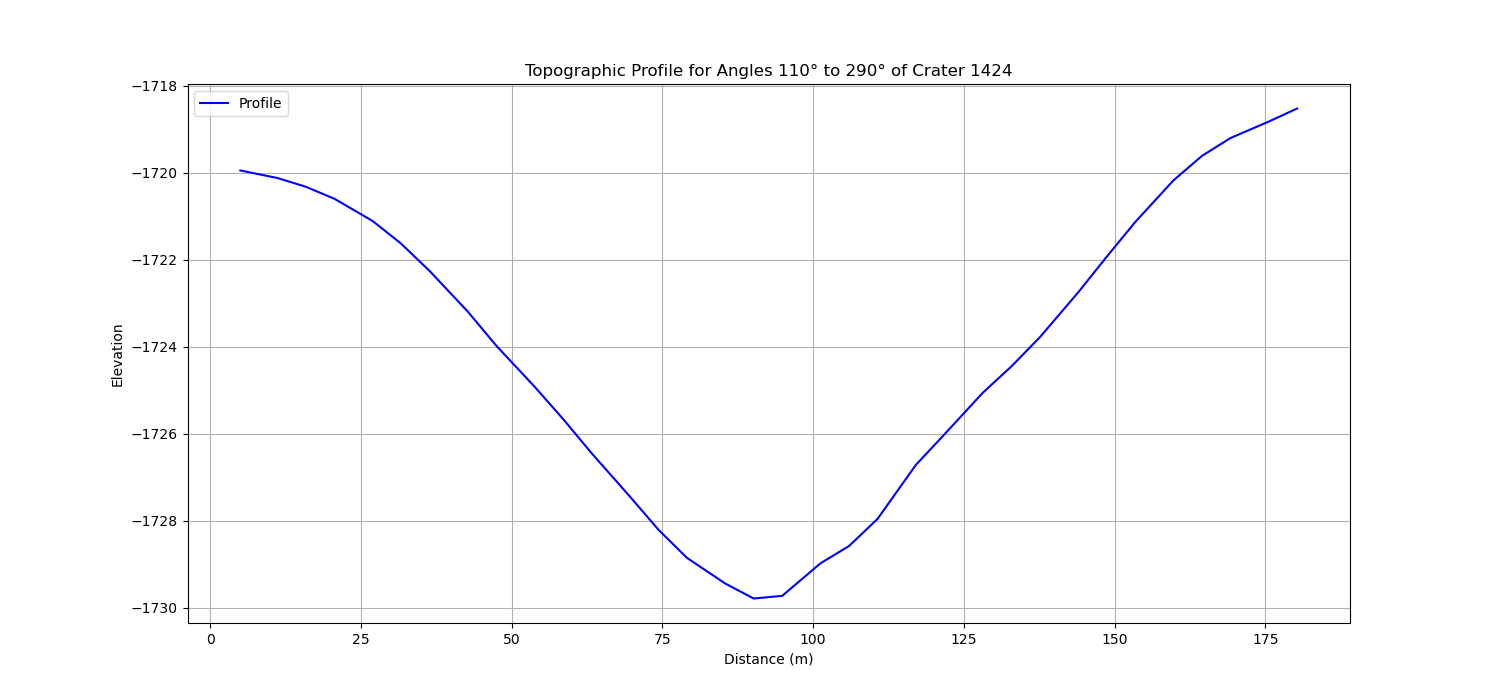 Topographic Profile for Angles 110° to 290° of Crater 1424
Profile
Elevation
−1718
−1720
−1722
−1724
−1726
−1728
−1730
0 25 50 75 100 125 150 175
Distance (m)